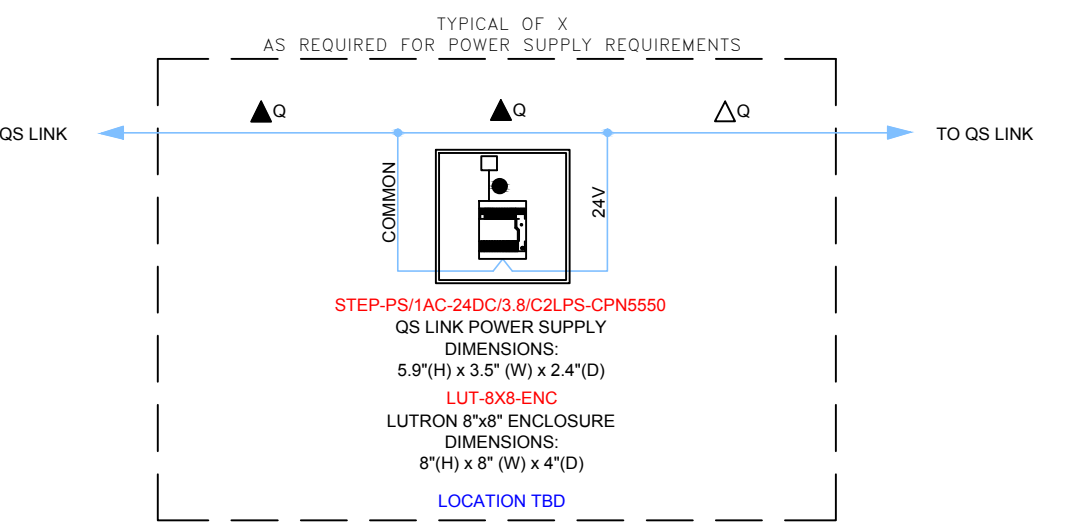 TYPICAL OF X
AS REQUIRED FOR POWER SUPPLY REQUIREMENTS
Q
Q
Q
QS LINK
TO QS LINK
COMMON
24V
STEP-PS/1AC-24DC/3.8/C2LPS-CPN5550
QS LINK POWER SUPPLY
DIMENSIONS:
5.9"(H) x 3.5" (W) x 2.4"(D)
LUT-8X8-ENC
LUTRON 8"x8" ENCLOSURE
DIMENSIONS:
8"(H) x 8" (W) x 4"(D)
LOCATION TBD